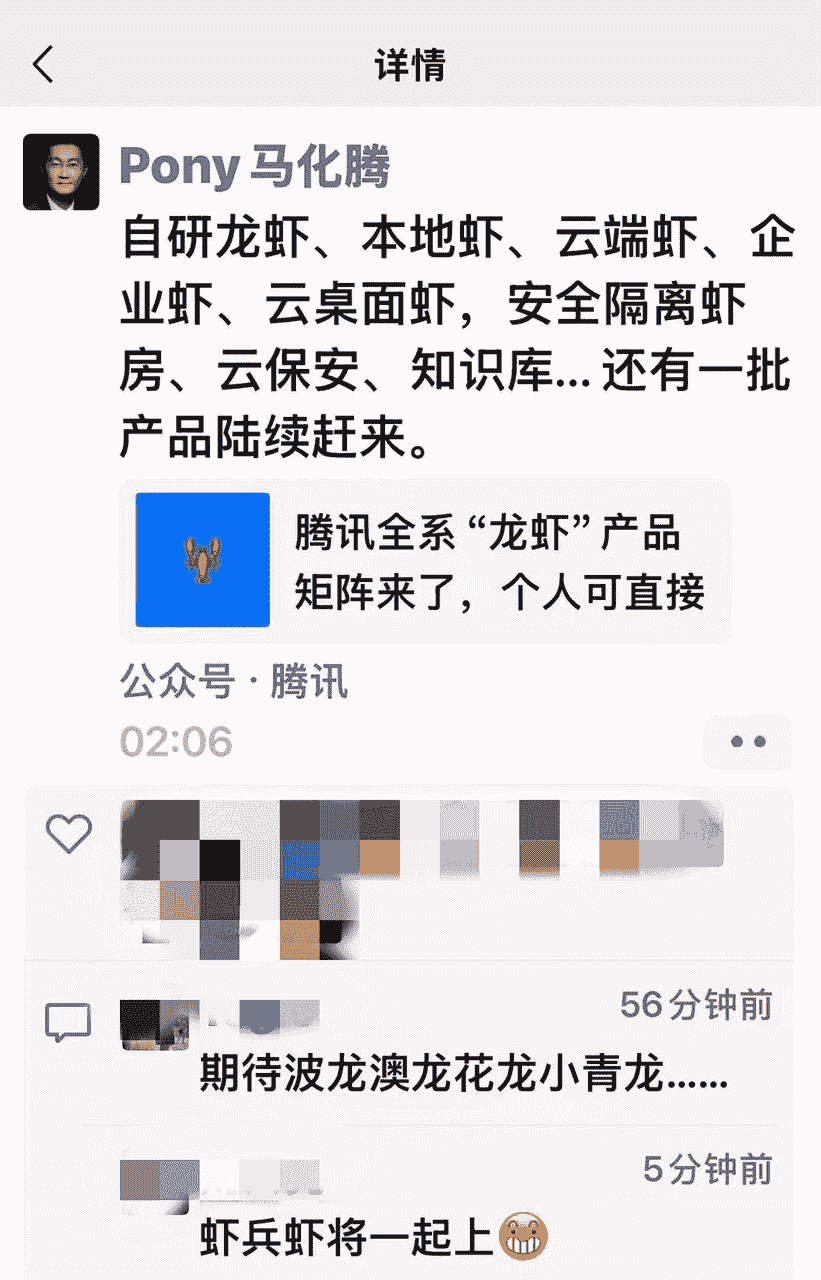 详情
Pony 马化腾
自研龙虾、本地虾、云端虾、企
业虾、云桌面虾，安全隔离虾
房、云保安、知识库... 还有一批
产品陆续赶来。
腾讯全系 “龙虾” 产品
矩阵来了，个人可直接
公众号 · 腾讯
02:06
56分钟前
期待波龙澳龙花龙小青龙......
5分钟前
虾兵虾将一起上